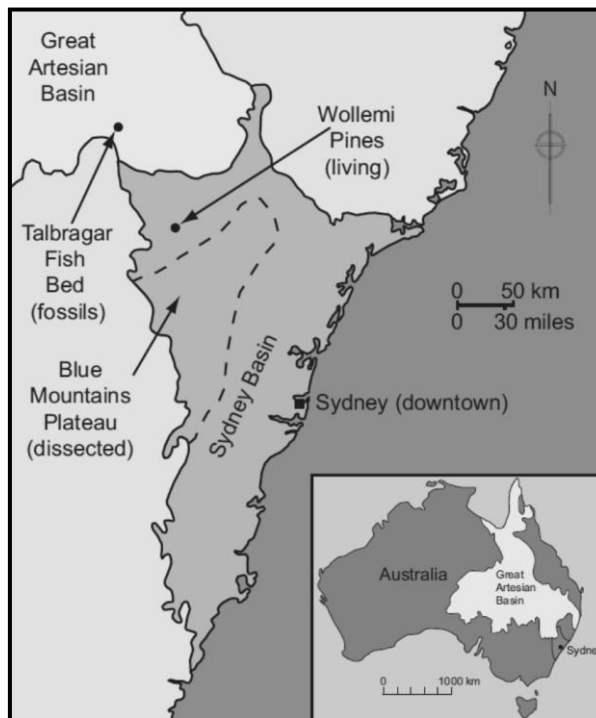 Great
Artesian
Basin
Wollemi
Pines
(living)
N
Talbragar
Fish
Bed
(fossils)
0 50 km
0 30 miles
Blue
Mountains
Plateau
(dissected)
Sydney Basin
Sydney (downtown)
Australia
Great
Artesian
Basin
Sydne
0 1000 km